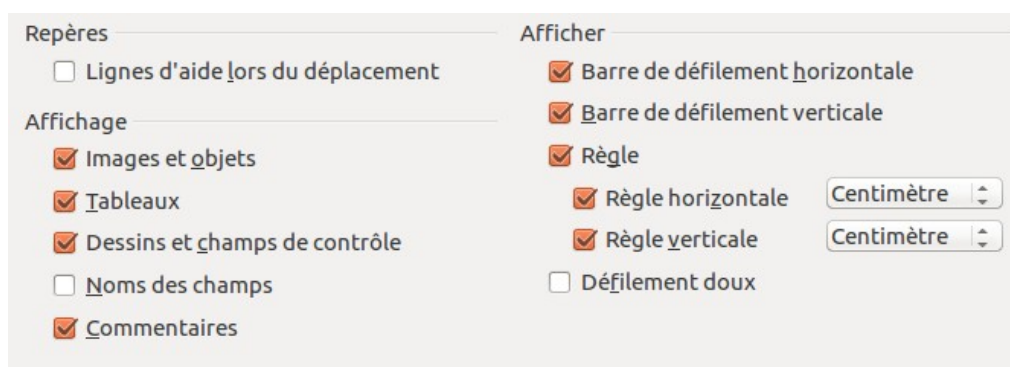 Repères
Lignes d'aide lors du déplacement
Affichage
Images et objets
Tableaux
Dessins et champs de contrôle
Noms des champs
Commentaires
Afficher
Barre de défilement horizontale
Barre de défilement verticale
Règle
Règle horizontale Centimètre
Règle verticale Centimètre
Défilement doux